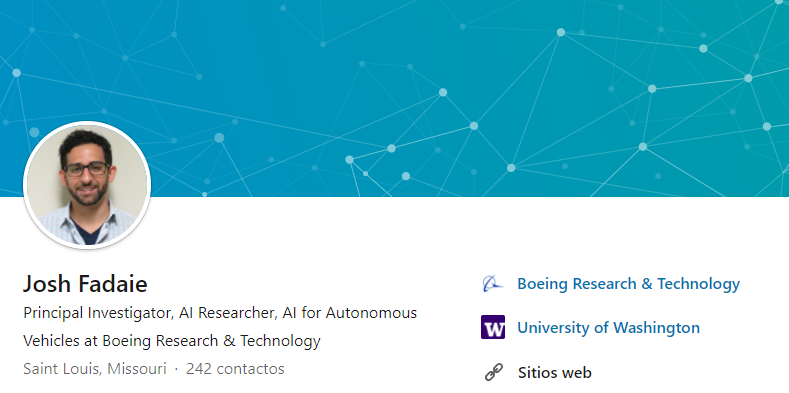 Josh Fadaie
Principal Investigator, AI Researcher, AI for Autonomous
Vehicles at Boeing Research & Technology
Saint Louis, Missouri · 242 contactos
Boeing Research & Technology
W University of Washington
Sitios web